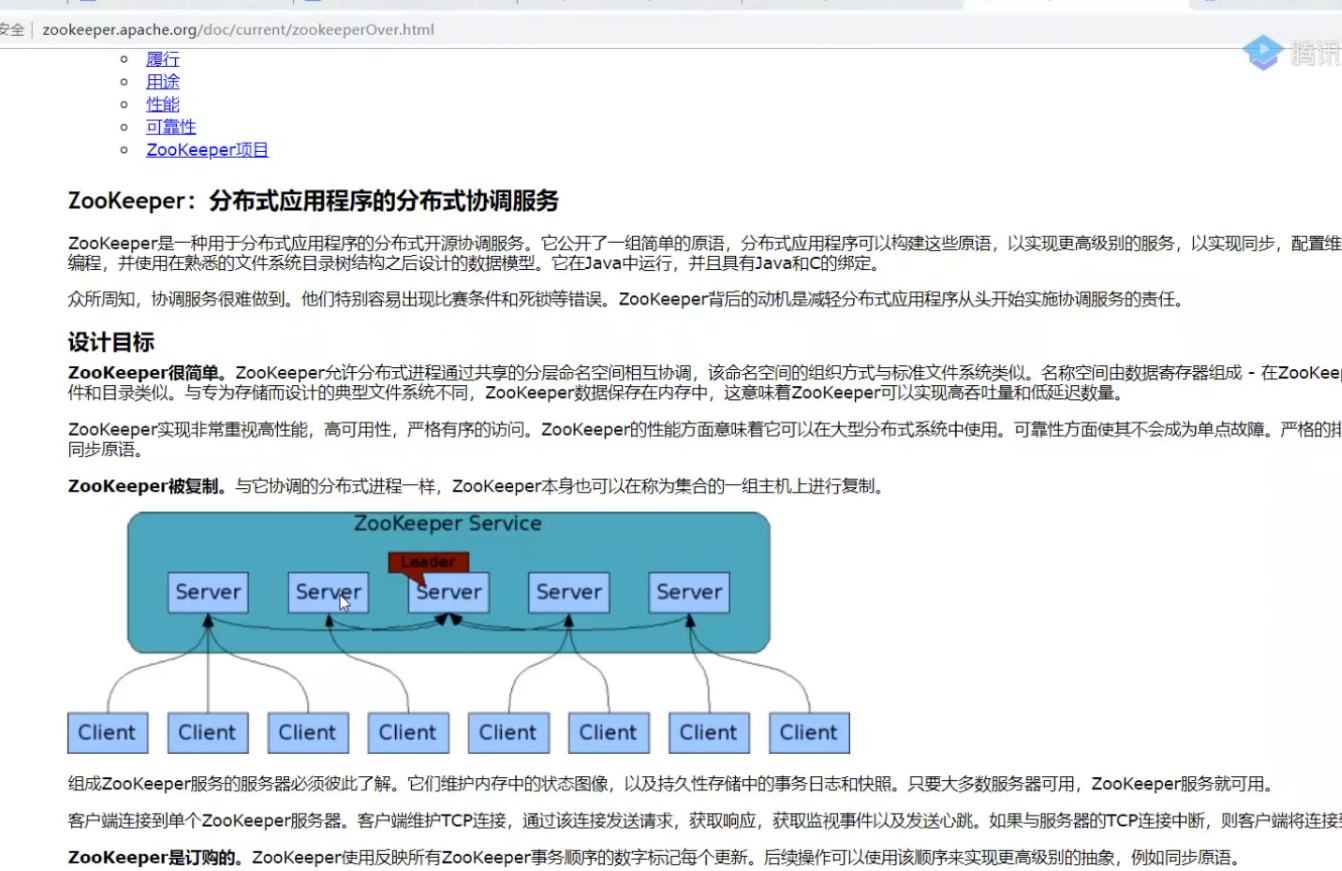 安全 zookeeper.apache.org/doc/current/zookeeperOver.html
腾讯
履行
用途
性能
可靠性
ZooKeeper项目
ZooKeeper：分布式应用程序的分布式协调服务
ZooKeeper是一种用于分布式应用程序的分布式开源协调服务。它公开了一组简单的原语，分布式应用程序可以构建这些原语，以实现更高级别的服务，以实现同步，配置维
编程，并使用在熟悉的文件系统目录树结构之后设计的数据模型。它在Java中运行，并且具有Java和C的绑定。
众所周知，协调服务很难做到。他们特别容易出现比赛条件和死锁等错误。ZooKeeper背后的动机是减轻分布式应用程序从头开始实施协调服务的责任。
设计目标
ZooKeeper很简单。ZooKeeper允许分布式进程通过共享的分层命名空间相互协调，该命名空间的组织方式与标准文件系统类似。名称空间由数据寄存器组成 - 在ZooKee
件和目录类似。与专为存储而设计的典型文件系统不同，ZooKeeper数据保存在内存中，这意味着ZooKeeper可以实现高吞吐量和低延迟数量。
ZooKeeper实现非常重视高性能，高可用性，严格有序的访问。ZooKeeper的性能方面意味着它可以在大型分布式系统中使用。可靠性方面使其不会成为单点故障。严格的排
同步原语。
ZooKeeper被复制。与它协调的分布式进程一样，ZooKeeper本身也可以在称为集合的一组主机上进行复制。
ZooKeeper Service
Leader
Server Server Server Server Server
Client Client Client Client Client Client Client Client
组成ZooKeeper服务的服务器必须彼此了解。它们维护内存中的状态图像，以及持久性存储中的事务日志和快照。只要大多数服务器可用，ZooKeeper服务就可用。
客户端连接到单个ZooKeeper服务器。客户端维护TCP连接，通过该连接发送请求，获取响应，获取监视事件以及发送心跳。如果与服务器的TCP连接中断，则客户端将连接
ZooKeeper是订购的。ZooKeeper使用反映所有ZooKeeper事务顺序的数字标记每个更新。后续操作可以使用该顺序来实现更高级别的抽象，例如同步原语。